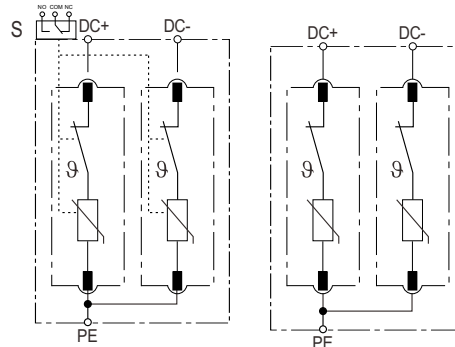 NO COM NC
S DC+ DC-
DC+ DC-
ϑ ϑ ϑ ϑ
PE
PE